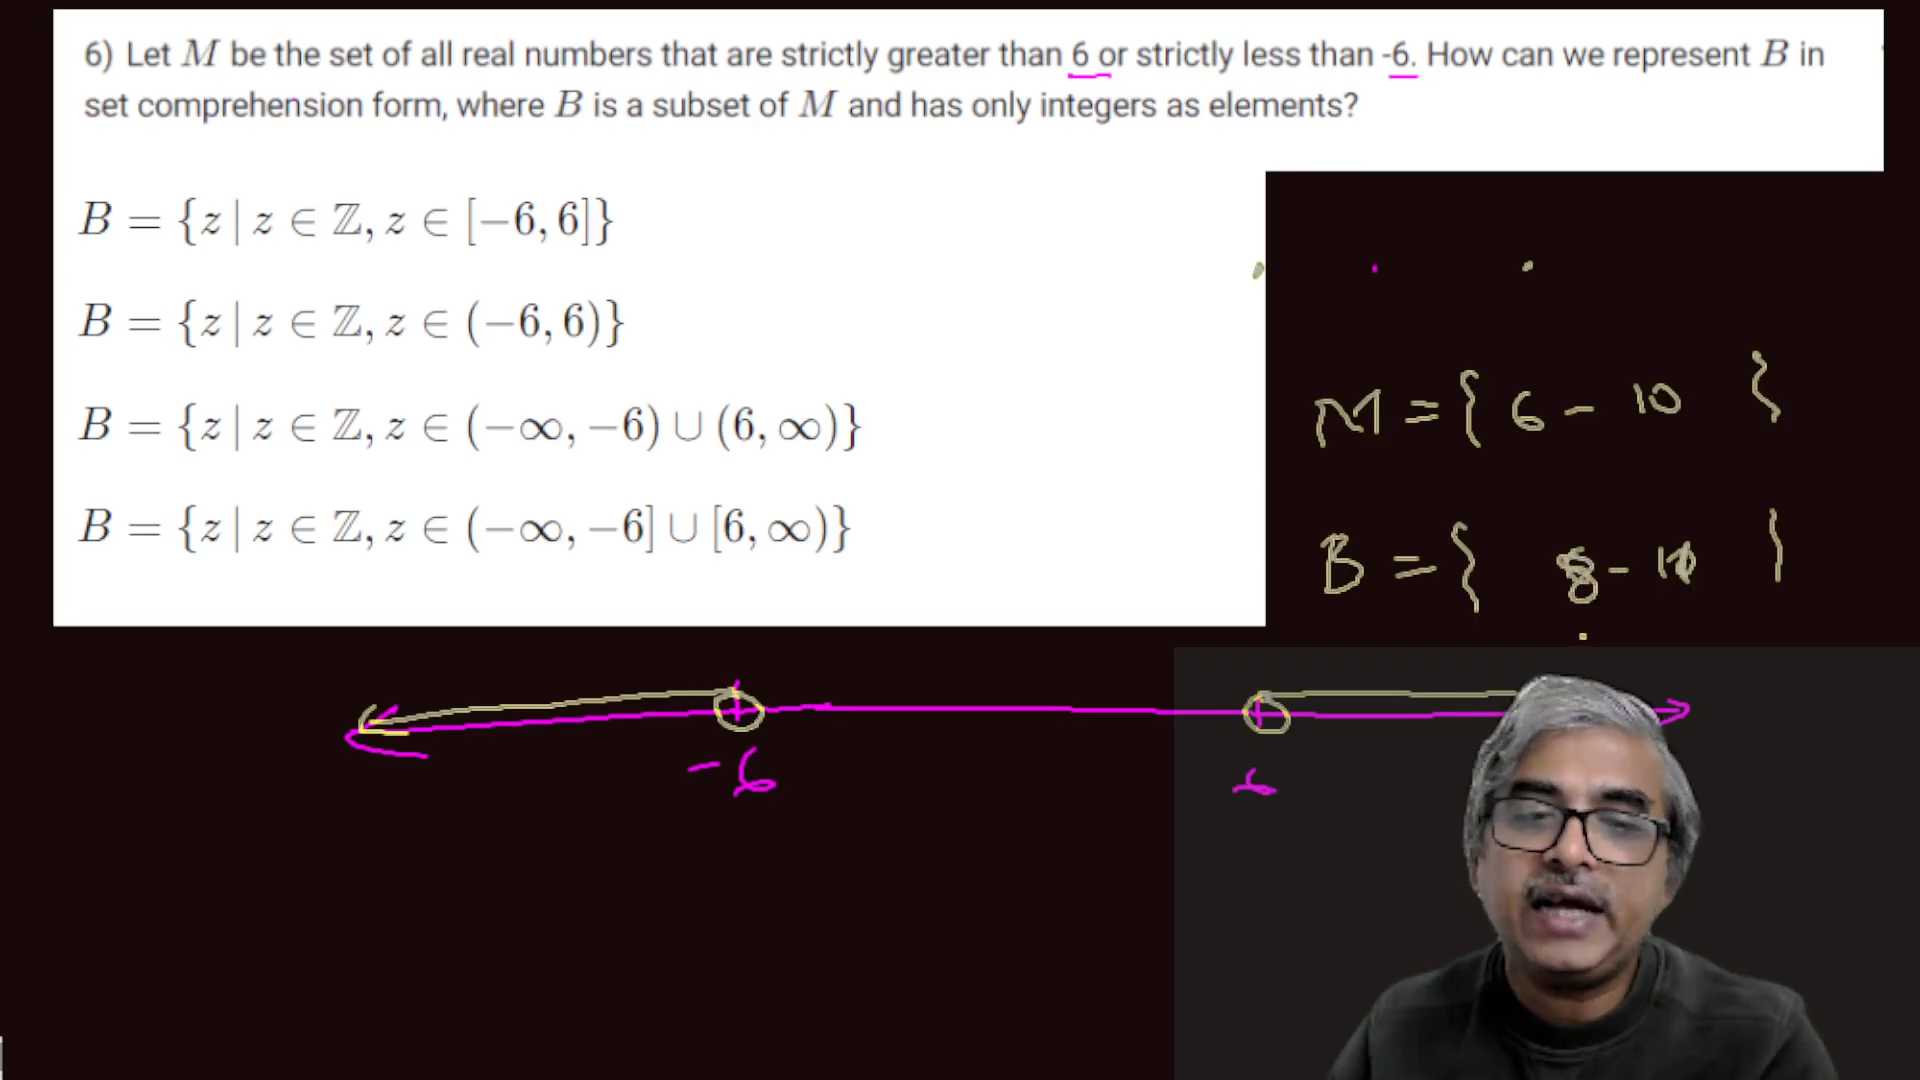 6) Let M be the set of all real numbers that are strictly greater than 6 or strictly less than -6. How can we represent B in
set comprehension form, where B is a subset of M and has only integers as elements?
B = {z | z ∈ ℤ, z ∈ [−6, 6]}
B = {z | z ∈ ℤ, z ∈ (−6, 6)}
B = {z | z ∈ ℤ, z ∈ (−∞, −6) ∪ (6, ∞)}
B = {z | z ∈ ℤ, z ∈ (−∞, −6] ∪ [6, ∞)}
M = { 6 - 10 }
B = { 8 - }
-6
6